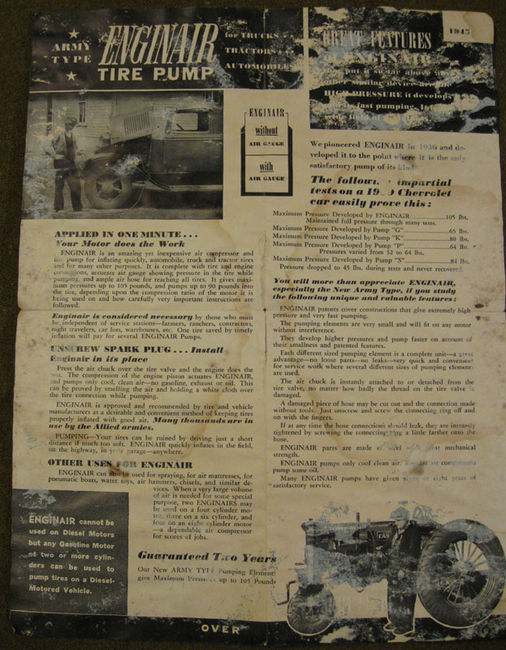 ARMY TYPE
ENGINAIR
TIRE PUMP
for TRUCKS
TRACTORS
AUTOMOBILES
1945
GREAT FEATURES
ENGINAIR
put it so far above
HIGH PRESSURE it develops
fast pumping,
ENGINAIR
without
AIR GAUGE
with
AIR GAUGE
APPLIED IN ONE MINUTE . . .
Your Motor does the Work
ENGINAIR is an amazing yet inexpensive air compressor and
tire pump for inflating quickly, automobile, truck and tractor tires
and for many other purposes. It is complete with tire and engine
connections, accurate air gauge showing pressure in the tire while
pumping, and ample air hose for all uses. It develops maxi-
mum pressures up to 105 pounds, and pumps up to 90 pounds into
the tire, depending upon the compression ratio of the motor it is
being used on and how carefully very important instructions are
followed.
Enginair is considered necessary by those who must
be independent of service stations—farmers, ranchers, contractors,
night travelers, car lots, warehouses, etc. One tire saved by timely
inflation will pay for several ENGINAIR Pumps.
UNSCREW SPARK PLUG . . . Install
Enginair in its place
Press the air chuck over the tire valve and the engine does the
rest. The compression of the engine piston actuates ENGINAIR,
and pumps only cool, clean air—no gasoline, exhaust or oil. This
can be proved by smelling the air and holding a white cloth over
the tire connection while pumping.
ENGINAIR is approved and recommended by tire and vehicle
manufacturers as a desirable and convenient method of keeping tires
properly inflated with good air. Many thousands are in
use by the Allied armies.
PUMPING—Your tires can be ruined by driving just a short
distance if much too soft. ENGINAIR quickly inflates in the field,
on the highway, in your garage—anywhere.
OTHER USES FOR ENGINAIR
ENGINAIR can also be used for spraying, for air mattresses, for
pneumatic boats, water toys, air hammers, chisels, and similar de-
vices. When a very large volume
of air is needed for some special
purpose, two ENGINAIRS may
be used on a four cylinder mo-
tor, three on a six cylinder, and
four on an eight cylinder motor
—a dependable air compressor
for scores of jobs.
Guaranteed Two Years
Our New ARMY TYPE Pumping Element
give Maximum Pressures up to 105 Pounds
ENGINAIR cannot be
used on Diesel Motors
but any Gasoline Motor
of two or more cylin-
ders can be used to
pump tires on a Diesel-
Motored Vehicle.
We pioneered ENGINAIR in 1936 and de-
veloped it to the point where it is the only
satisfactory pump of its kind.
The following impartial
tests on a Chevrolet
car easily prove this:
Maximum Pressure Developed by ENGINAIR 105 lbs.
Maintained full pressure through many tests.
Maximum Pressure Developed by Pump "G" 65 lbs.
Maximum Pressure Developed by Pump "K" 80 lbs.
Maximum Pressure Developed by Pump "P" 64 lbs.
Pressures varied from 52 to 64 lbs.
Maximum Pressure Developed by Pump "S" 84 lbs.
Pressure dropped to 45 lbs. during tests and never recovered.
You will more than appreciate ENGINAIR,
especially the New Army Type, if you study
the following unique and valuable features:
ENGINAIR patents cover constructions that give extremely high
pressure and very fast pumping.
The pumping elements are very small and will fit on any motor
without interference.
They develop higher pressures and pump faster on account of
their smallness and patented features.
Each different sized pumping element is a complete unit—a great
advantage—no loose parts—no leaks—very quick and convenient
for service work where several different sizes of pumping elements
are used.
The air chuck is instantly attached to or detached from the
tire valve, no matter how badly the thread on the tire valve is
damaged.
A damaged piece of hose may be cut out and the connection made
without tools. Just unscrew and screw the connecting ring off and
on with the fingers.
If at any time the hose connections should leak, they are instantly
tightened by screwing the connecting ring a little farther onto the
hose.
ENGINAIR parts are made of steel with great mechanical
strength.
ENGINAIR pumps only cool clean air,
pump some oil.
Many ENGINAIR Pumps have given years of
satisfactory service.
OVER